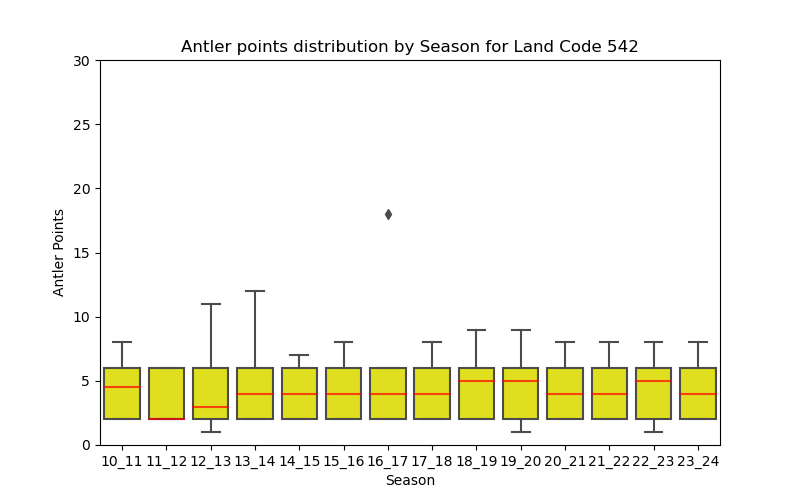 Antler points distribution by Season for Land Code 542
30
25
20
15
10
5
0
Antler Points
10_11 11_12 12_13 13_14 14_15 15_16 16_17 17_18 18_19 19_20 20_21 21_22 22_23 23_24
Season